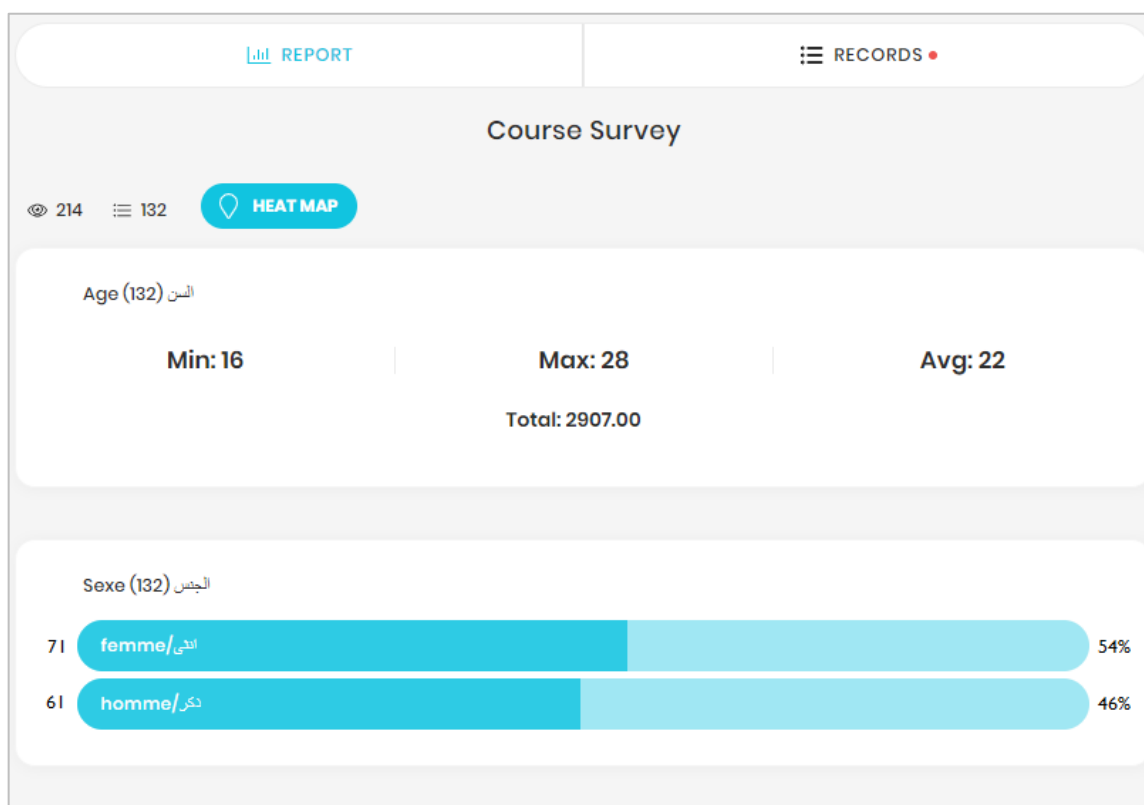 REPORT
RECORDS
Course Survey
214 132 HEAT MAP
Age (132) السن
Min: 16 Max: 28 Avg: 22
Total: 2907.00
Sexe (132) الجنس
71 femme/انثى 54%
61 homme/ذكر 46%